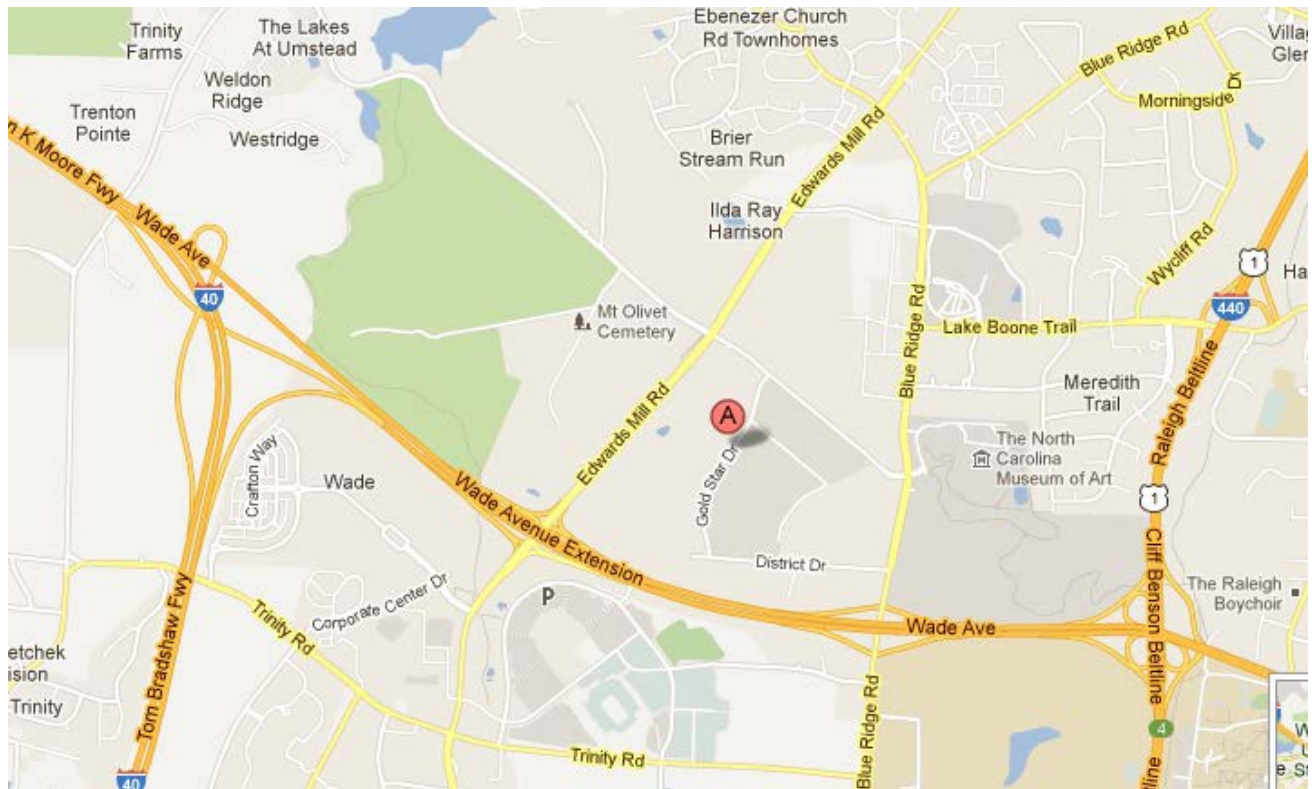 Trinity
Farms
The Lakes
At Umstead
Ebenezer Church
Rd Townhomes
Blue Ridge Rd
Villag
Glen
Weldon
Ridge
Morningside Dr
Trenton
Pointe
Westridge
Brier
Stream Run
Edwards Mill Rd
n K Moore Fwy
Wade Ave
Ilda Ray
Harrison
Wycliff Rd
1
Ha
40
Mt Olivet
Cemetery
Blue Ridge Rd
Lake Boone Trail
440
Meredith
Trail
Raleigh Beltline
Edwards Mill Rd
A
The North
Carolina
Museum of Art
Gold Star Dr
Crafton Way
Wade
Wade Avenue Extension
1
District Dr
Cliff Benson Beltline
The Raleigh
Boychoir
Corporate Center Dr
P
Trinity Rd
Wade Ave
etchek
ision
Trinity
Tom Bradshaw Fwy
Blue Ridge Rd
4
Trinity Rd
40
rline
W
U
e St